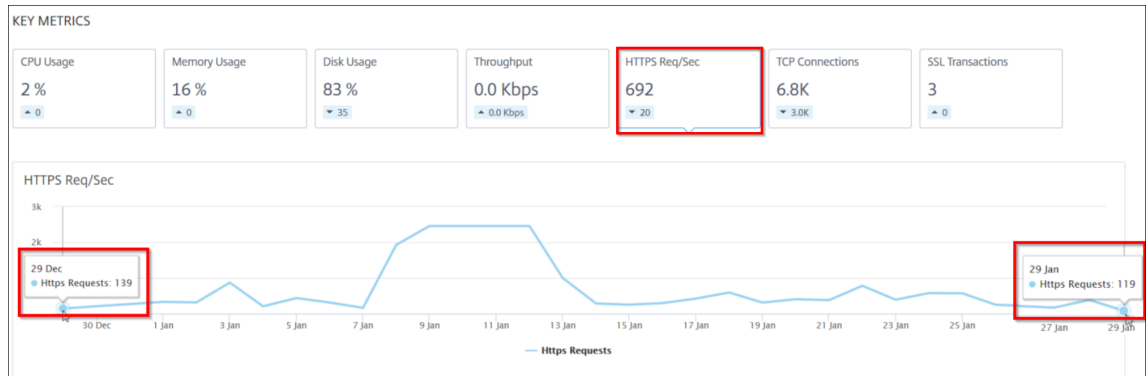 KEY METRICS
CPU Usage
2 %
0
Memory Usage
16 %
0
Disk Usage
83 %
35
Throughput
0.0 Kbps
0.0 Kbps
HTTPS Req/Sec
692
20
TCP Connections
6.8K
3.0K
SSL Transactions
3
0
HTTPS Req/Sec
3k
2k
29 Dec
Https Requests: 139
29 Jan
Https Requests: 119
30 Dec 1 Jan 3 Jan 5 Jan 7 Jan 9 Jan 11 Jan 13 Jan 15 Jan 17 Jan 19 Jan 21 Jan 23 Jan 25 Jan 27 Jan 29 Jan
Https Requests